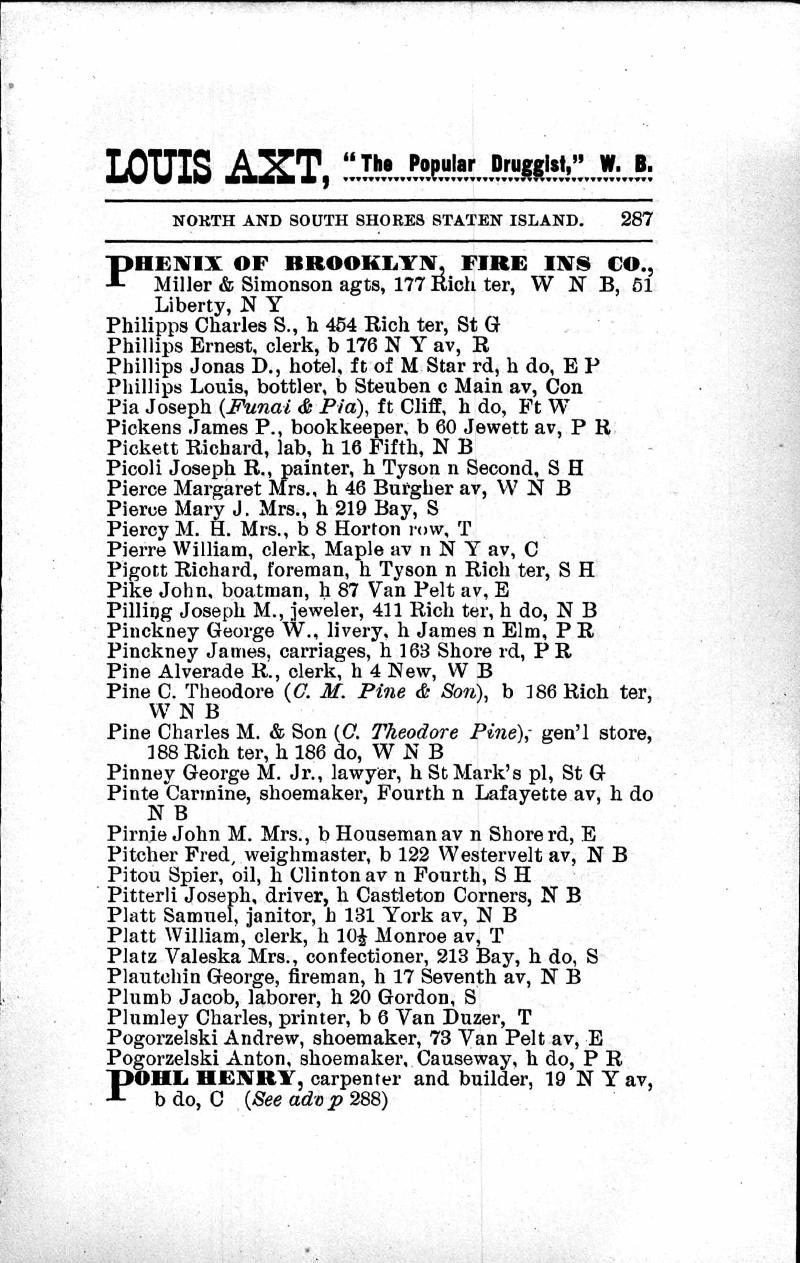 LOUIS AXT, "The Popular Druggist," W. B.
NORTH AND SOUTH SHORES STATEN ISLAND. 287
PHENIX OF BROOKLYN, FIRE INS CO.,
Miller & Simonson agts, 177 Rich ter, W N B, 51
Liberty, N Y
Philipps Charles S., h 454 Rich ter, St G
Phillips Ernest, clerk, b 176 N Y av, R
Phillips Jonas D., hotel, ft of M Star rd, h do, E P
Phillips Louis, bottler, b Steuben c Main av, Con
Pia Joseph (Funai & Pia), ft Cliff, h do, Ft W
Pickens James P., bookkeeper, b 60 Jewett av, P R
Pickett Richard, lab, h 16 Fifth, N B
Picoli Joseph R., painter, h Tyson n Second, S H
Pierce Margaret Mrs., h 46 Burgher av, W N B
Pierce Mary J. Mrs., h 219 Bay, S
Piercy M. H. Mrs., b 8 Horton row, T
Pierre William, clerk, Maple av n N Y av, C
Pigott Richard, foreman, h Tyson n Rich ter, S H
Pike John, boatman, h 87 Van Pelt av, E
Pilling Joseph M., jeweler, 411 Rich ter, h do, N B
Pinckney George W., livery, h James n Elm, P R
Pinckney James, carriages, h 163 Shore rd, P R
Pine Alverade R., clerk, h 4 New, W B
Pine C. Theodore (C. M. Pine & Son), b 186 Rich ter,
W N B
Pine Charles M. & Son (C. Theodore Pine), gen'l store,
188 Rich ter, h 186 do, W N B
Pinney George M. Jr., lawyer, h St Mark's pl, St G
Pinte Carmine, shoemaker, Fourth n Lafayette av, h do
N B
Pirnie John M. Mrs., b Houseman av n Shore rd, E
Pitcher Fred, weighmaster, b 122 Westervelt av, N B
Pitou Spier, oil, h Clinton av n Fourth, S H
Pitterli Joseph, driver, h Castleton Corners, N B
Platt Samuel, janitor, h 131 York av, N B
Platt William, clerk, h 10½ Monroe av, T
Platz Valeska Mrs., confectioner, 213 Bay, h do, S
Plautchin George, fireman, h 17 Seventh av, N B
Plumb Jacob, laborer, h 20 Gordon, S
Plumley Charles, printer, b 6 Van Duzer, T
Pogorzelski Andrew, shoemaker, 73 Van Pelt av, E
Pogorzelski Anton, shoemaker, Causeway, h do, P R
POHL HENRY, carpenter and builder, 19 N Y av,
b do, C (See adv p 288)